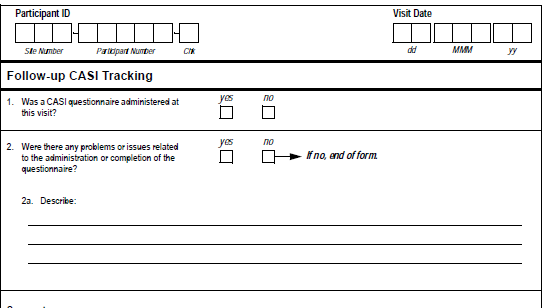 Participant ID Visit Date
Site Number Participant Number Chk dd MMM yy
Follow-up CASI Tracking
yes no
1. Was a CASI questionnaire administered at
this visit?
yes no
2. Were there any problems or issues related
to the administration or completion of the
questionnaire?
If no, end of form.
2a. Describe: